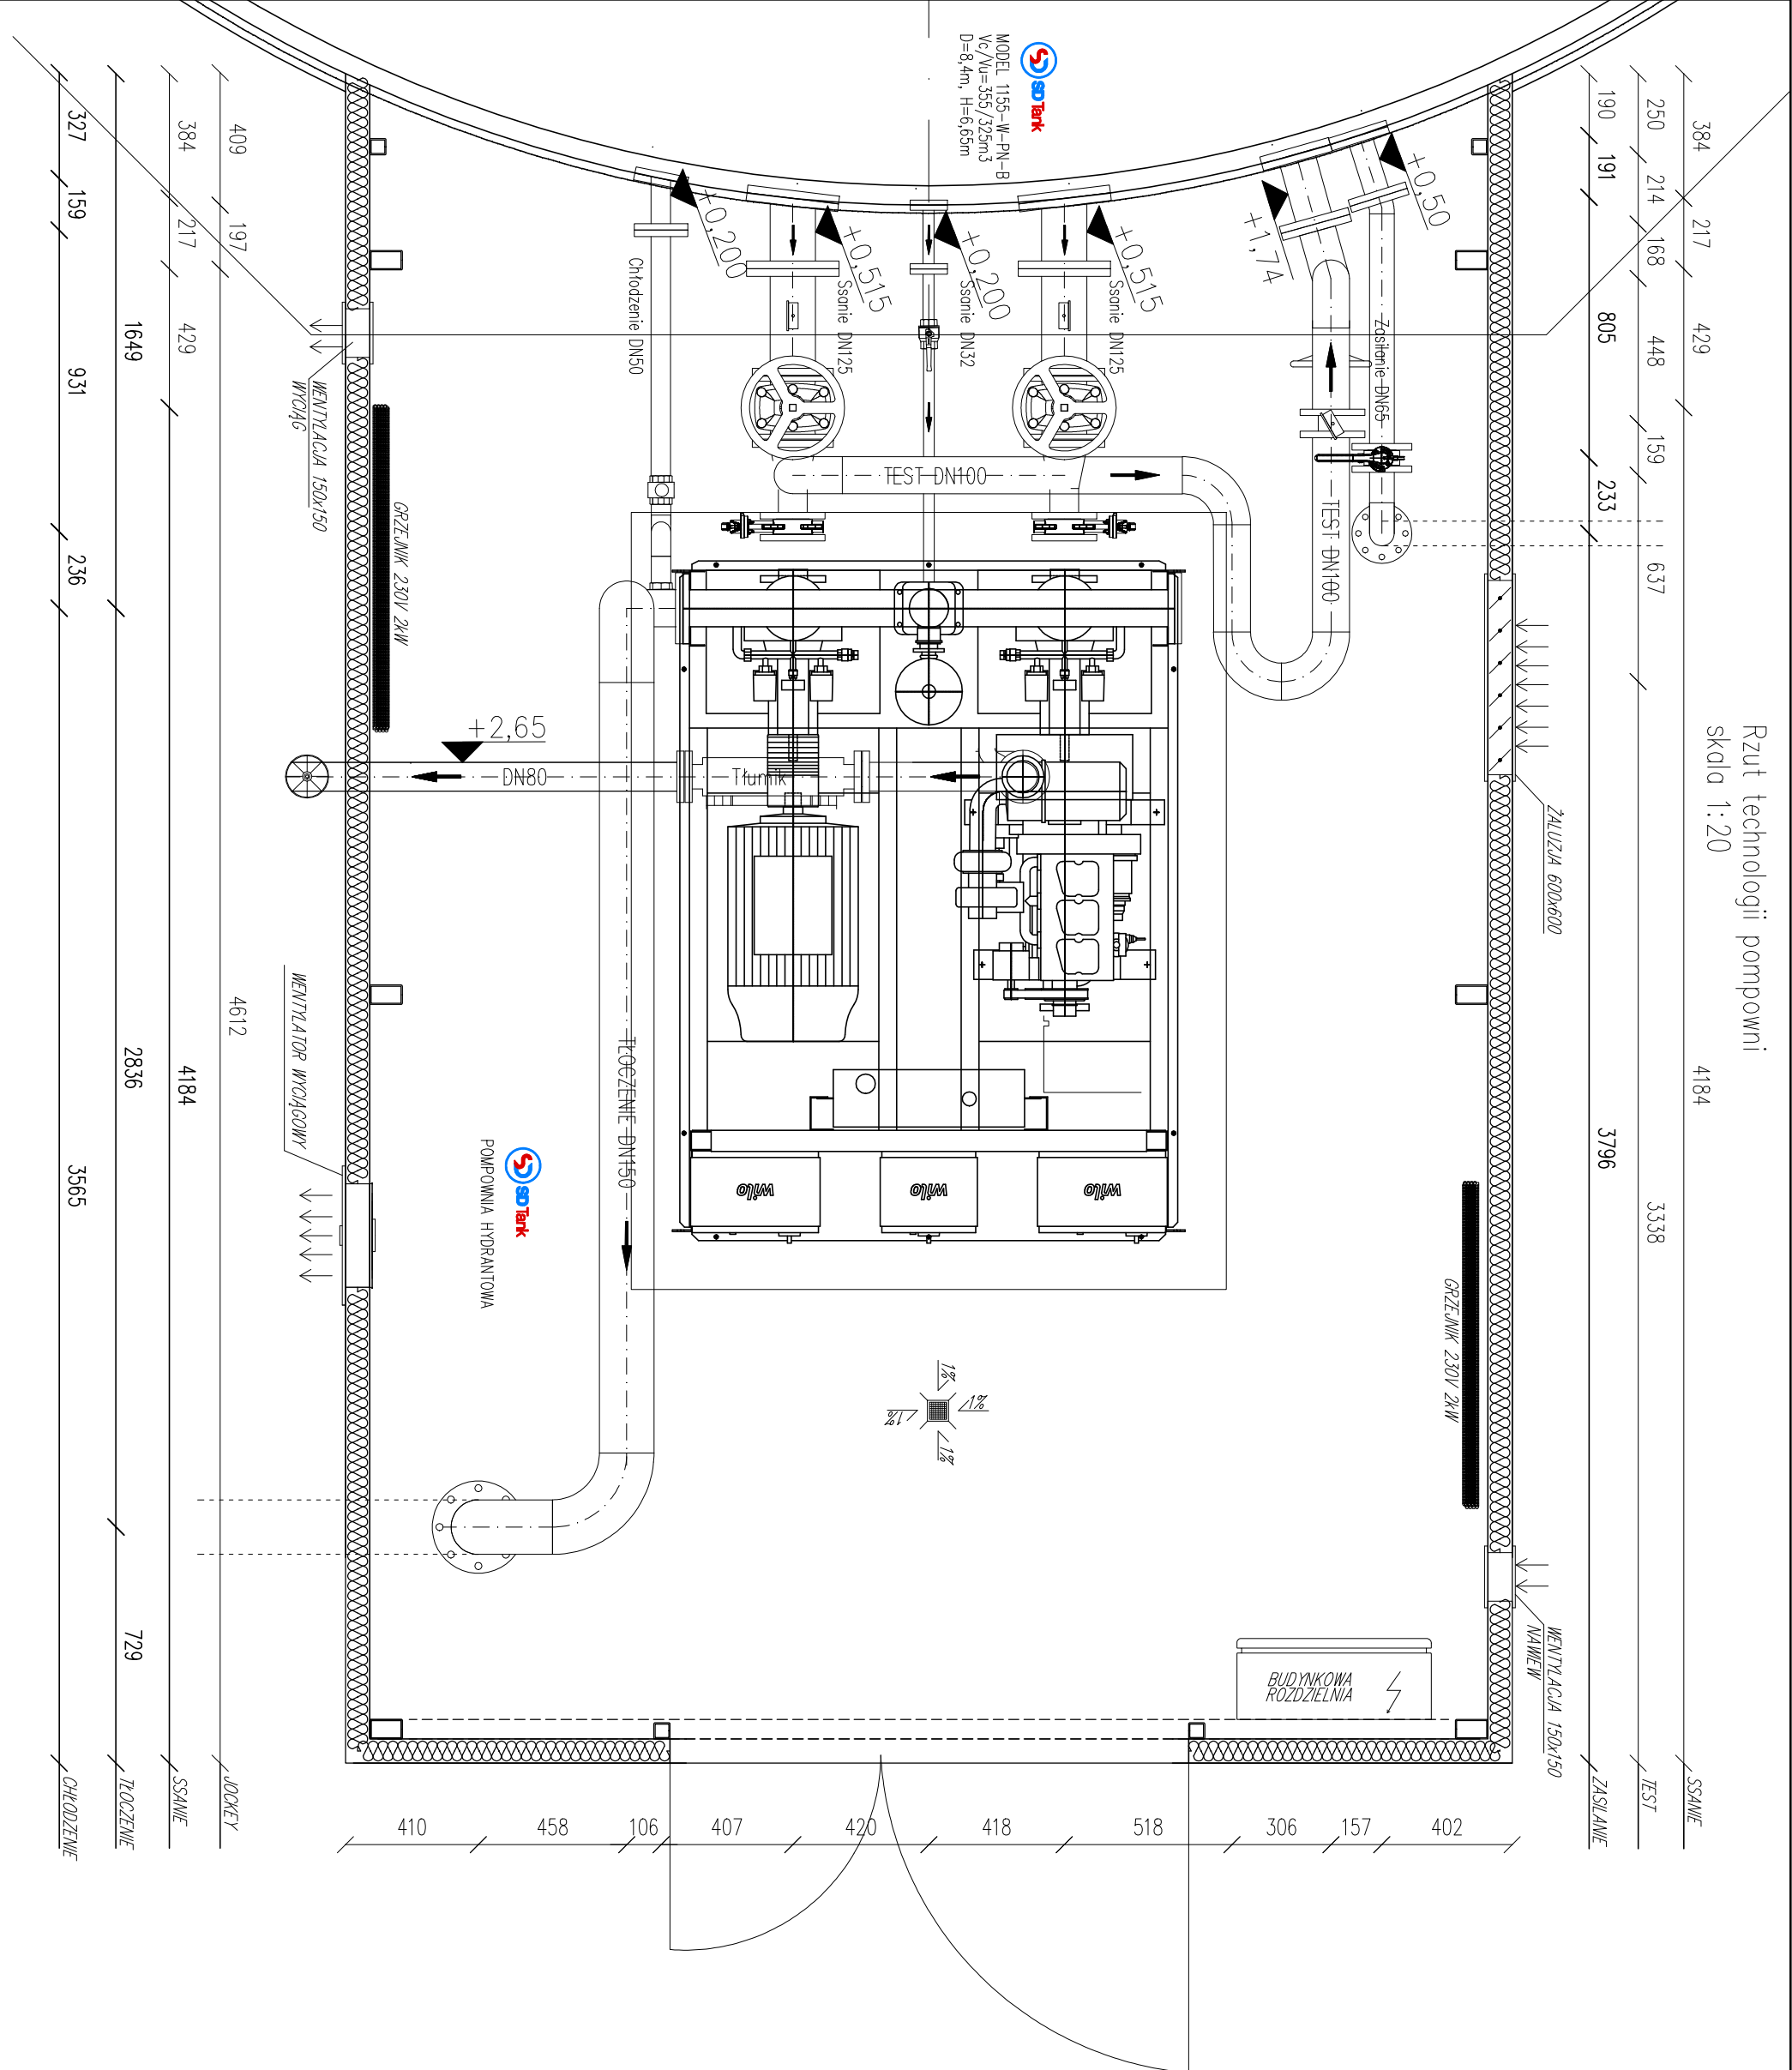 Rzut technologii pompowni
skala 1:20
SDTank
MODEL 1155-W-PN-B
Vc/Vu=355/325m3
D=8,4m, H=6,65m
384
217
429
4184
SSANIE
250
214
168
448
159
637
3338
TEST
190
191
805
233
3796
ZASILANIE
ŻALUZJA 600x600
WENTYLACJA 150x150
NAWIEW
GRZEJNIK 230V 2kW
BUDYNKOWA
ROZDZIELNIA
+0,50
+1,74
+0,515
+0,200
+0,515
+0,200
Zasilanie DN65
TEST DN100
Ssanie DN125
Ssanie DN32
Ssanie DN125
Chłodzenie DN50
TEST DN100
+2,65
DN80
Tłumik
TŁOCZENIE DN150
wilo
wilo
wilo
1%
1%
1%
1%
SDTank
POMPOWNIA HYDRANTOWA
GRZEJNIK 230V 2kW
WENTYLACJA 150x150
WYCIĄG
WENTYLATOR WYCIĄGOWY
409
197
4612
JOCKEY
384
217
429
4184
SSANIE
1649
2836
729
TŁOCZENIE
327
159
931
236
3565
CHŁODZENIE
410
458
106
407
420
418
518
306
157
402